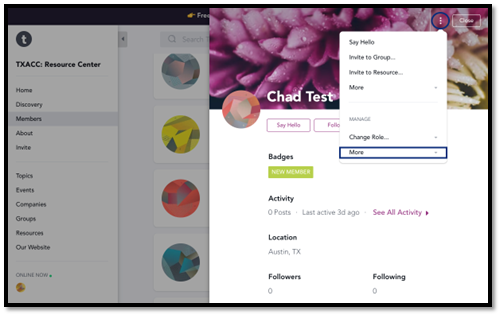 t
TXACC: Resource Center
Home
Discovery
Members
About
Invite
Topics
Events
Companies
Groups
Resources
Our Website
ONLINE NOW
Free
Search
Close
Say Hello
Invite to Group...
Invite to Resource...
More
MANAGE
Change Role...
More
Chad Test
Say Hello
Follo
Badges
NEW MEMBER
Activity
0 Posts · Last active 3d ago · See All Activity
Location
Austin, TX
Followers Following
0 0